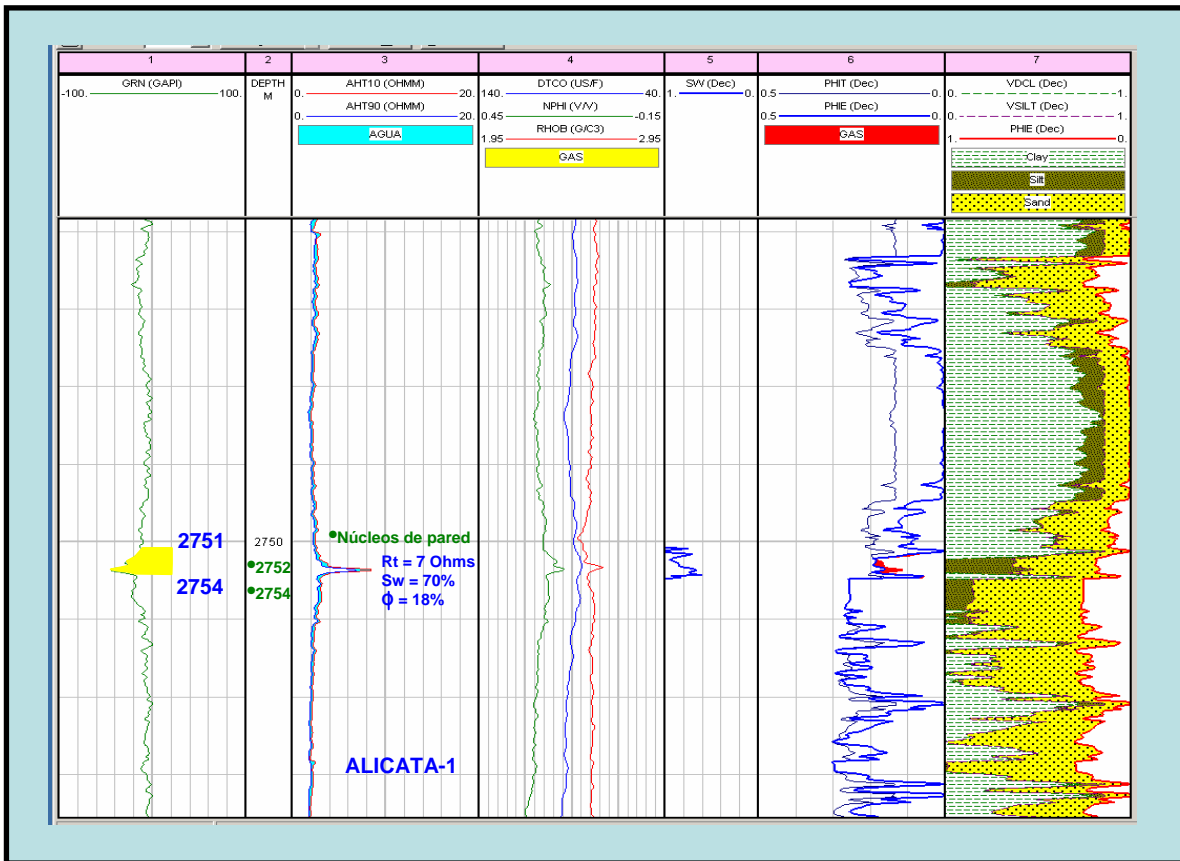 1 2 3 4 5 6 7
GRN (GAPI)
-100. 100.
DEPTH
M
AHT10 (OHMM)
0. 20.
AHT90 (OHMM)
0. 20.
AGUA
DTCO (US/F)
140. 40.
NPHI (V/V)
0.45 -0.15
RHOB (G/C3)
1.95 2.95
GAS
SW (Dec)
1. 0.
PHIT (Dec)
0.5 0.
PHIE (Dec)
0.5 0.
GAS
VDCL (Dec)
0. 1.
VSILT (Dec)
0. 1.
PHIE (Dec)
1. 0.
Clay
Silt
Sand
2751
2750
•Núcleos de pared
•2752
Rt = 7 Ohms
Sw = 70%
ϕ = 18%
2754
•2754
ALICATA-1